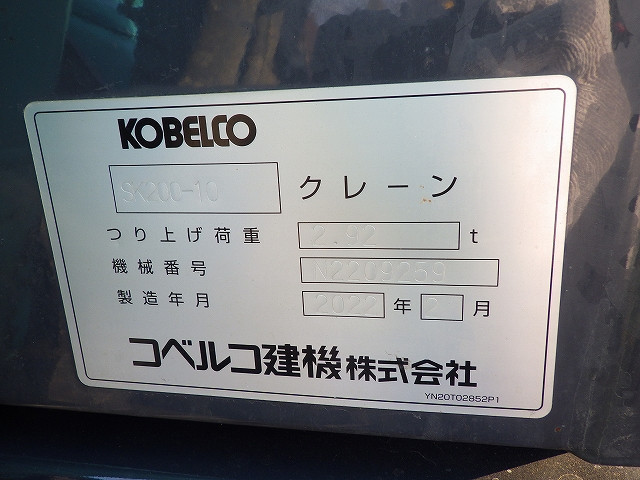 KOBELCO
SK200-10 クレーン
つり上げ荷重 2.92 t
機械番号
製造年月 2022 年 月
コベルコ建機株式会社
YN20T02852P1